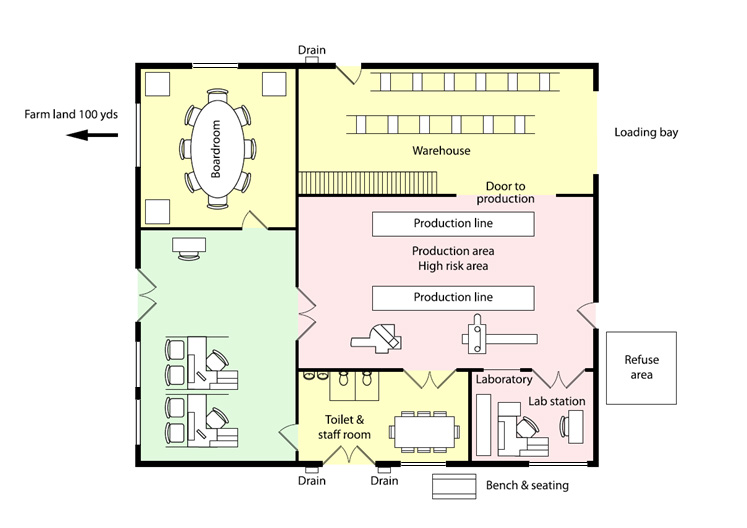 Drain
Farm land 100 yds
Boardroom
Loading bay
Warehouse
Door to
production
Production line
Production area
High risk area
Production line
Refuse
area
Laboratory
Lab station
Toilet &
staff room
Drain
Drain
Bench & seating